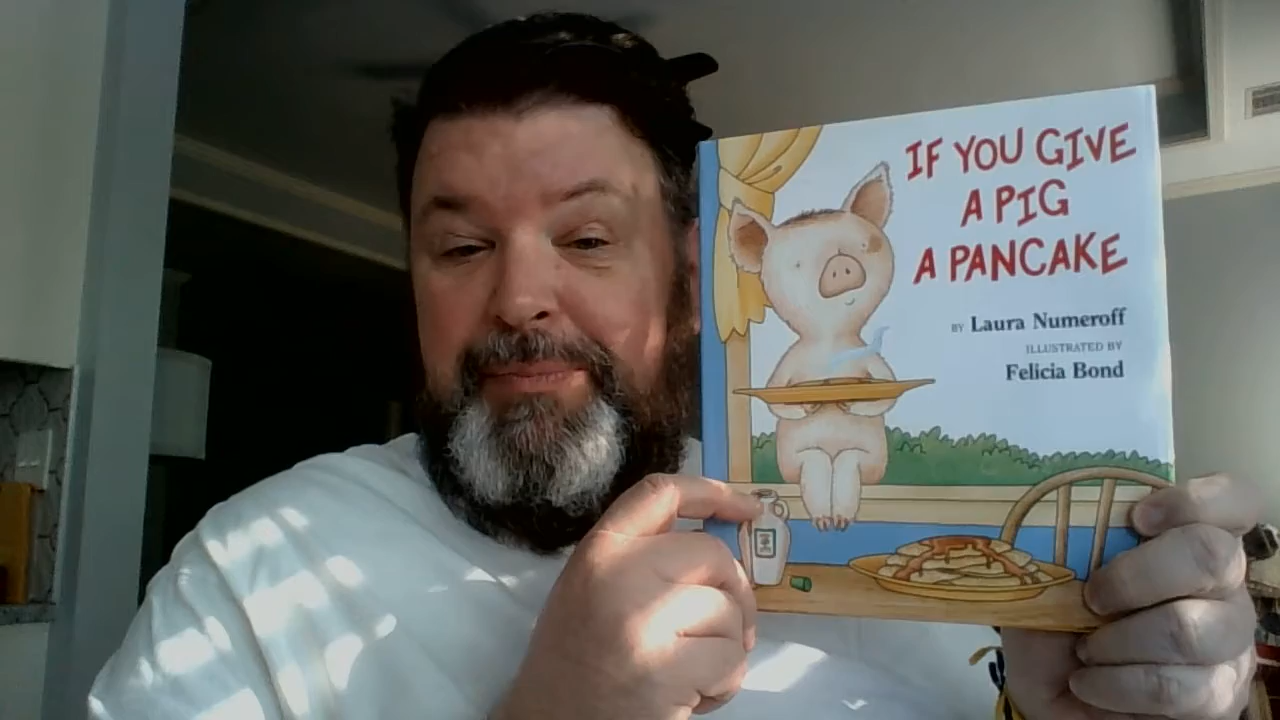 IF YOU GIVE
A PIG
A PANCAKE
BY Laura Numeroff
ILLUSTRATED BY
Felicia Bond